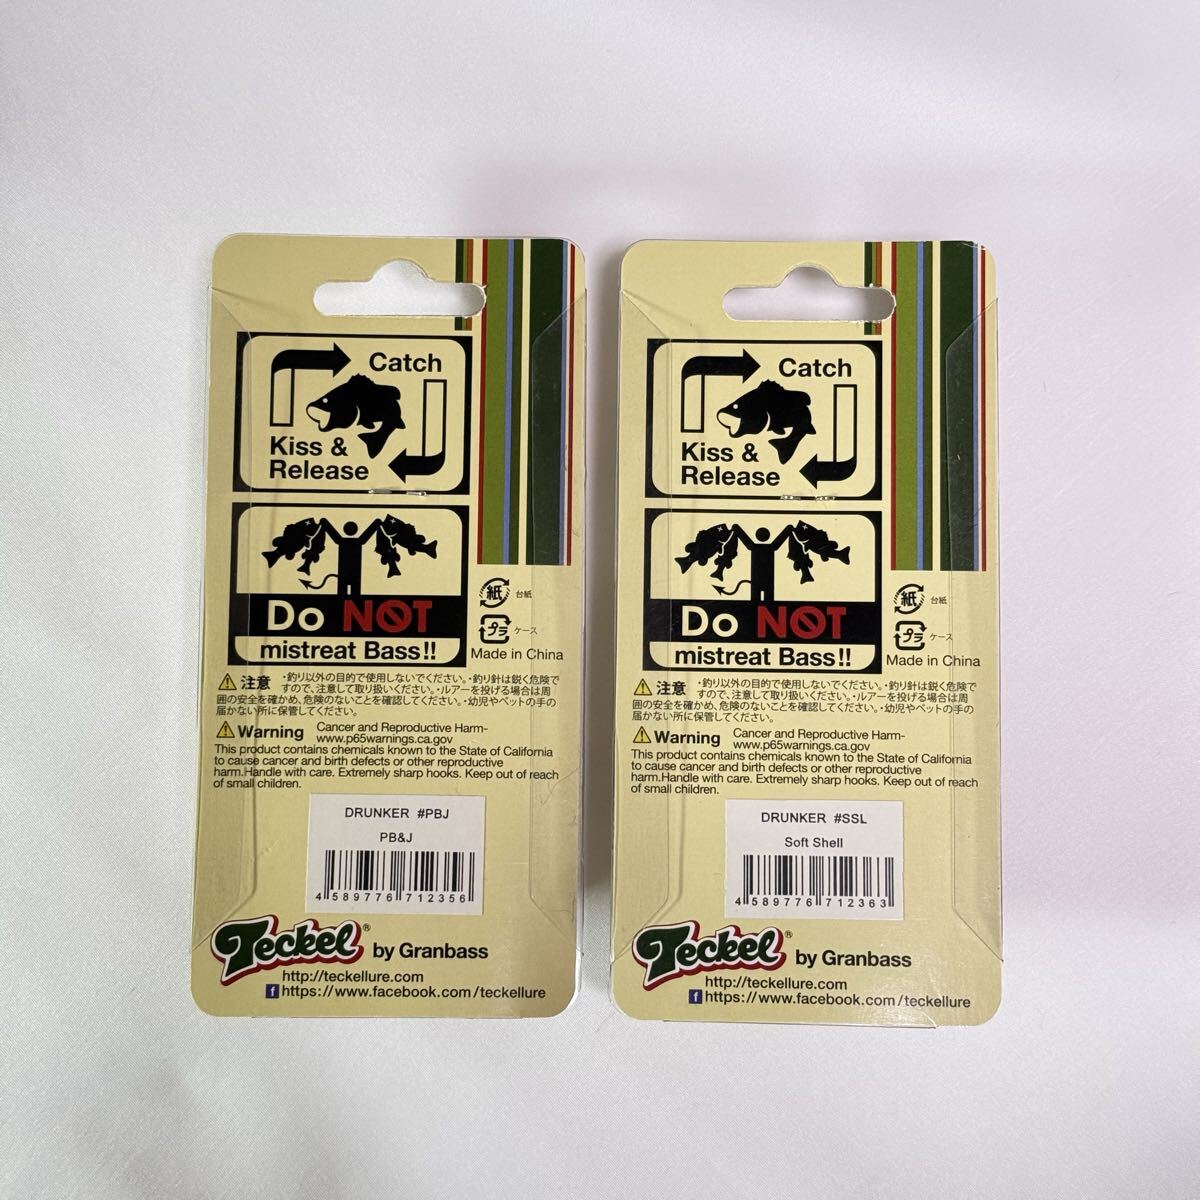 Catch
Kiss &
Release
Do NOT
mistreat Bass!!
紙 台紙
プラ ケース
Made in China
注意 ・釣り以外の目的で使用しないでください。・釣り針は鋭く危険で
すので、注意して取り扱いください。・ルアーを投げる場合は周
囲の安全を確かめ、危険のないことを確認してください。・幼児やペットの手の
届かない所に保管してください。
Warning Cancer and Reproductive Harm-
www.p65warnings.ca.gov
This product contains chemicals known to the State of California
to cause cancer and birth defects or other reproductive
harm.Handle with care. Extremely sharp hooks. Keep out of reach
of small children.
DRUNKER #PBJ
PB&J
4 589776 712356
Teckel® by Granbass
http://teckellure.com
f https://www.facebook.com/teckellure
Catch
Kiss &
Release
Do NOT
mistreat Bass!!
紙 台紙
プラ ケース
Made in China
注意 ・釣り以外の目的で使用しないでください。・釣り針は鋭く危険で
すので、注意して取り扱いください。・ルアーを投げる場合は周
囲の安全を確かめ、危険のないことを確認してください。・幼児やペットの手の
届かない所に保管してください。
Warning Cancer and Reproductive Harm-
www.p65warnings.ca.gov
This product contains chemicals known to the State of California
to cause cancer and birth defects or other reproductive
harm.Handle with care. Extremely sharp hooks. Keep out of reach
of small children.
DRUNKER #SSL
Soft Shell
4 589776 712363
Teckel® by Granbass
http://teckellure.com
f https://www.facebook.com/teckellure